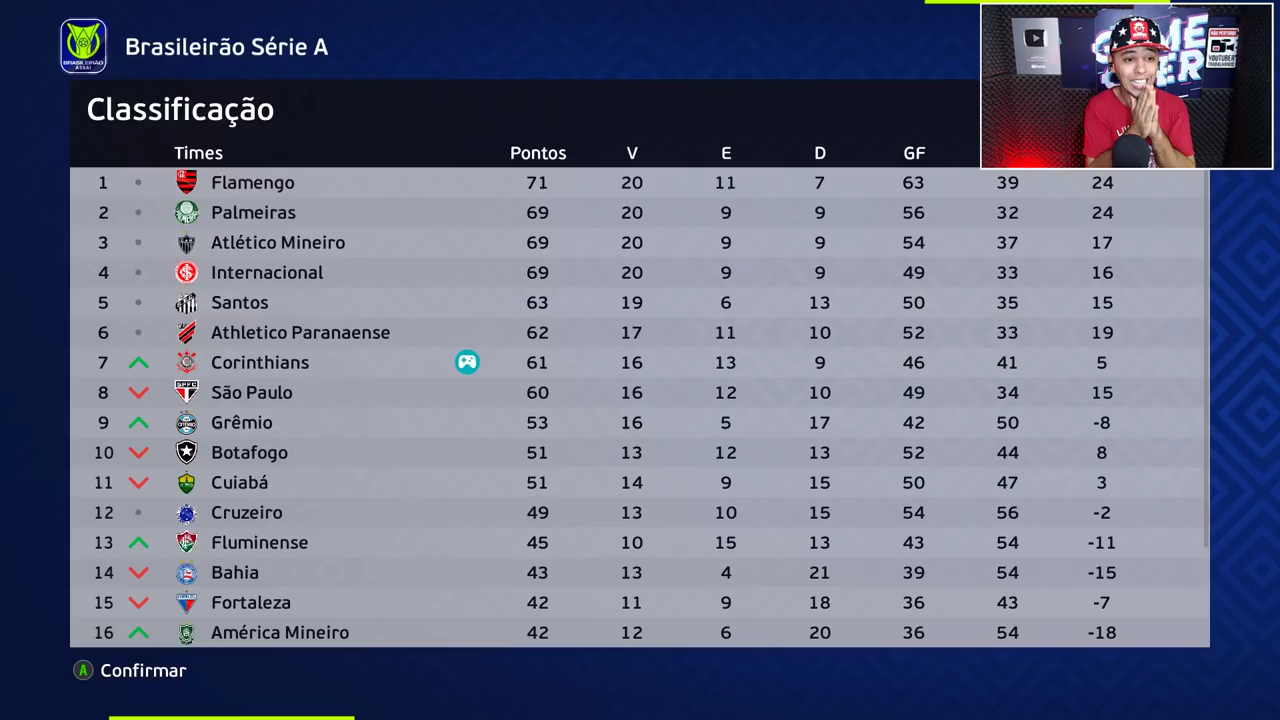 BRASILEIRÃO
ASSAÍ
Brasileirão Série A
Classificação
Times Pontos V E D GF
1 Flamengo 71 20 11 7 63 39 24
2 Palmeiras 69 20 9 9 56 32 24
3 Atlético Mineiro 69 20 9 9 54 37 17
4 Internacional 69 20 9 9 49 33 16
5 Santos 63 19 6 13 50 35 15
6 Athletico Paranaense 62 17 11 10 52 33 19
7 Corinthians 61 16 13 9 46 41 5
8 São Paulo 60 16 12 10 49 34 15
9 Grêmio 53 16 5 17 42 50 -8
10 Botafogo 51 13 12 13 52 44 8
11 Cuiabá 51 14 9 15 50 47 3
12 Cruzeiro 49 13 10 15 54 56 -2
13 Fluminense 45 10 15 13 43 54 -11
14 Bahia 43 13 4 21 39 54 -15
15 Fortaleza 42 11 9 18 36 43 -7
16 América Mineiro 42 12 6 20 36 54 -18
A Confirmar
NÃO PERTURBE
YOUTUBER
TRABALHANDO